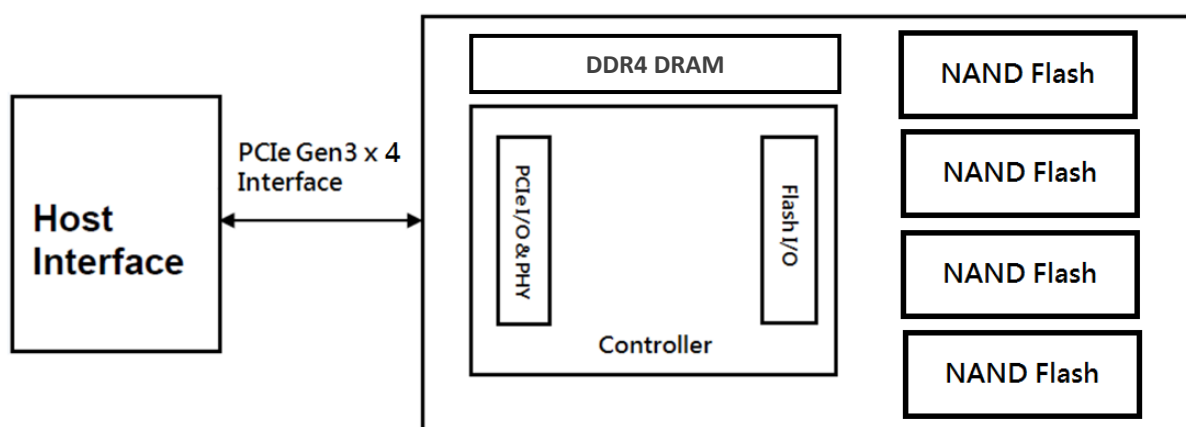 Host
Interface
PCIe Gen3 x 4
Interface
DDR4 DRAM
PCIe I/O & PHY
Flash I/O
Controller
NAND Flash
NAND Flash
NAND Flash
NAND Flash